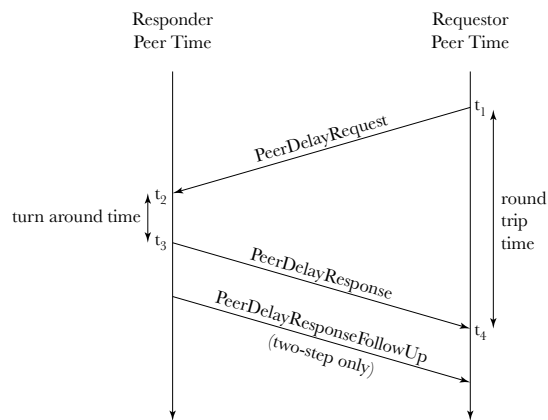 Responder
Peer Time
Requestor
Peer Time
t1
PeerDelayRequest
t2
turn around time
t3
round
trip
time
PeerDelayResponse
t4
PeerDelayResponseFollowUp
(two-step only)